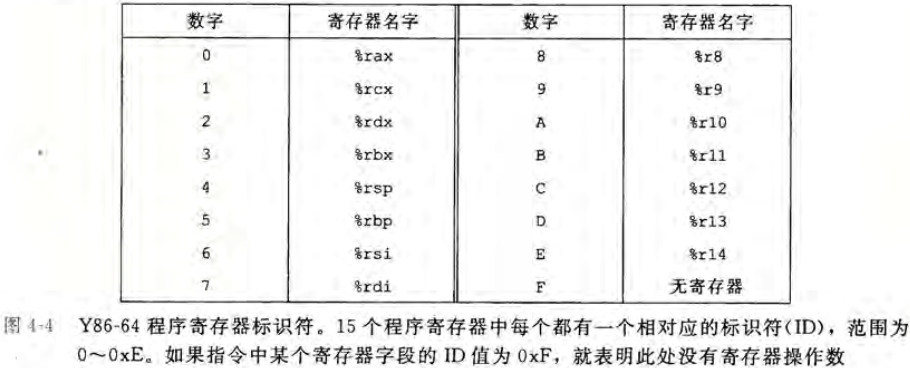 数字 寄存器名字 数字 寄存器名字
0 %rax 8 %r8
1 %rcx 9 %r9
2 %rdx A %r10
3 %rbx B %r11
4 %rsp C %r12
5 %rbp D %r13
6 %rsi E %r14
7 %rdi F 无寄存器
图 4-4 Y86-64 程序寄存器标识符。15 个程序寄存器中每个都有一个相对应的标识符(ID)，范围为
0～0xE。如果指令中某个寄存器字段的 ID 值为 0xF，就表明此处没有寄存器操作数